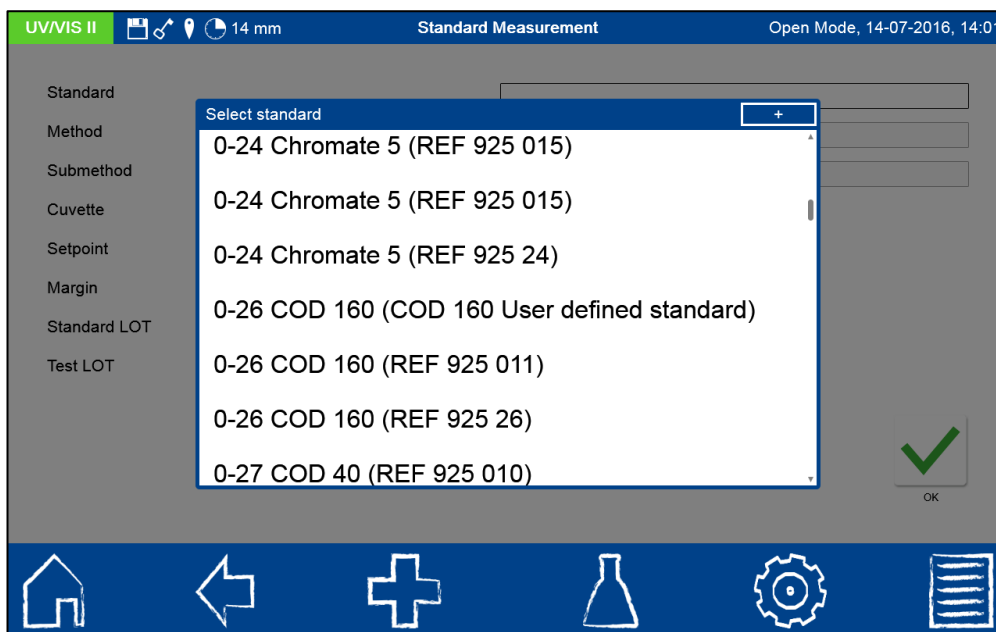 UV/VIS II 14 mm Standard Measurement Open Mode, 14-07-2016, 14:01
Standard
Method
Submethod
Cuvette
Setpoint
Margin
Standard LOT
Test LOT
Select standard +
0-24 Chromate 5 (REF 925 015)
0-24 Chromate 5 (REF 925 015)
0-24 Chromate 5 (REF 925 24)
0-26 COD 160 (COD 160 User defined standard)
0-26 COD 160 (REF 925 011)
0-26 COD 160 (REF 925 26)
0-27 COD 40 (REF 925 010)
OK